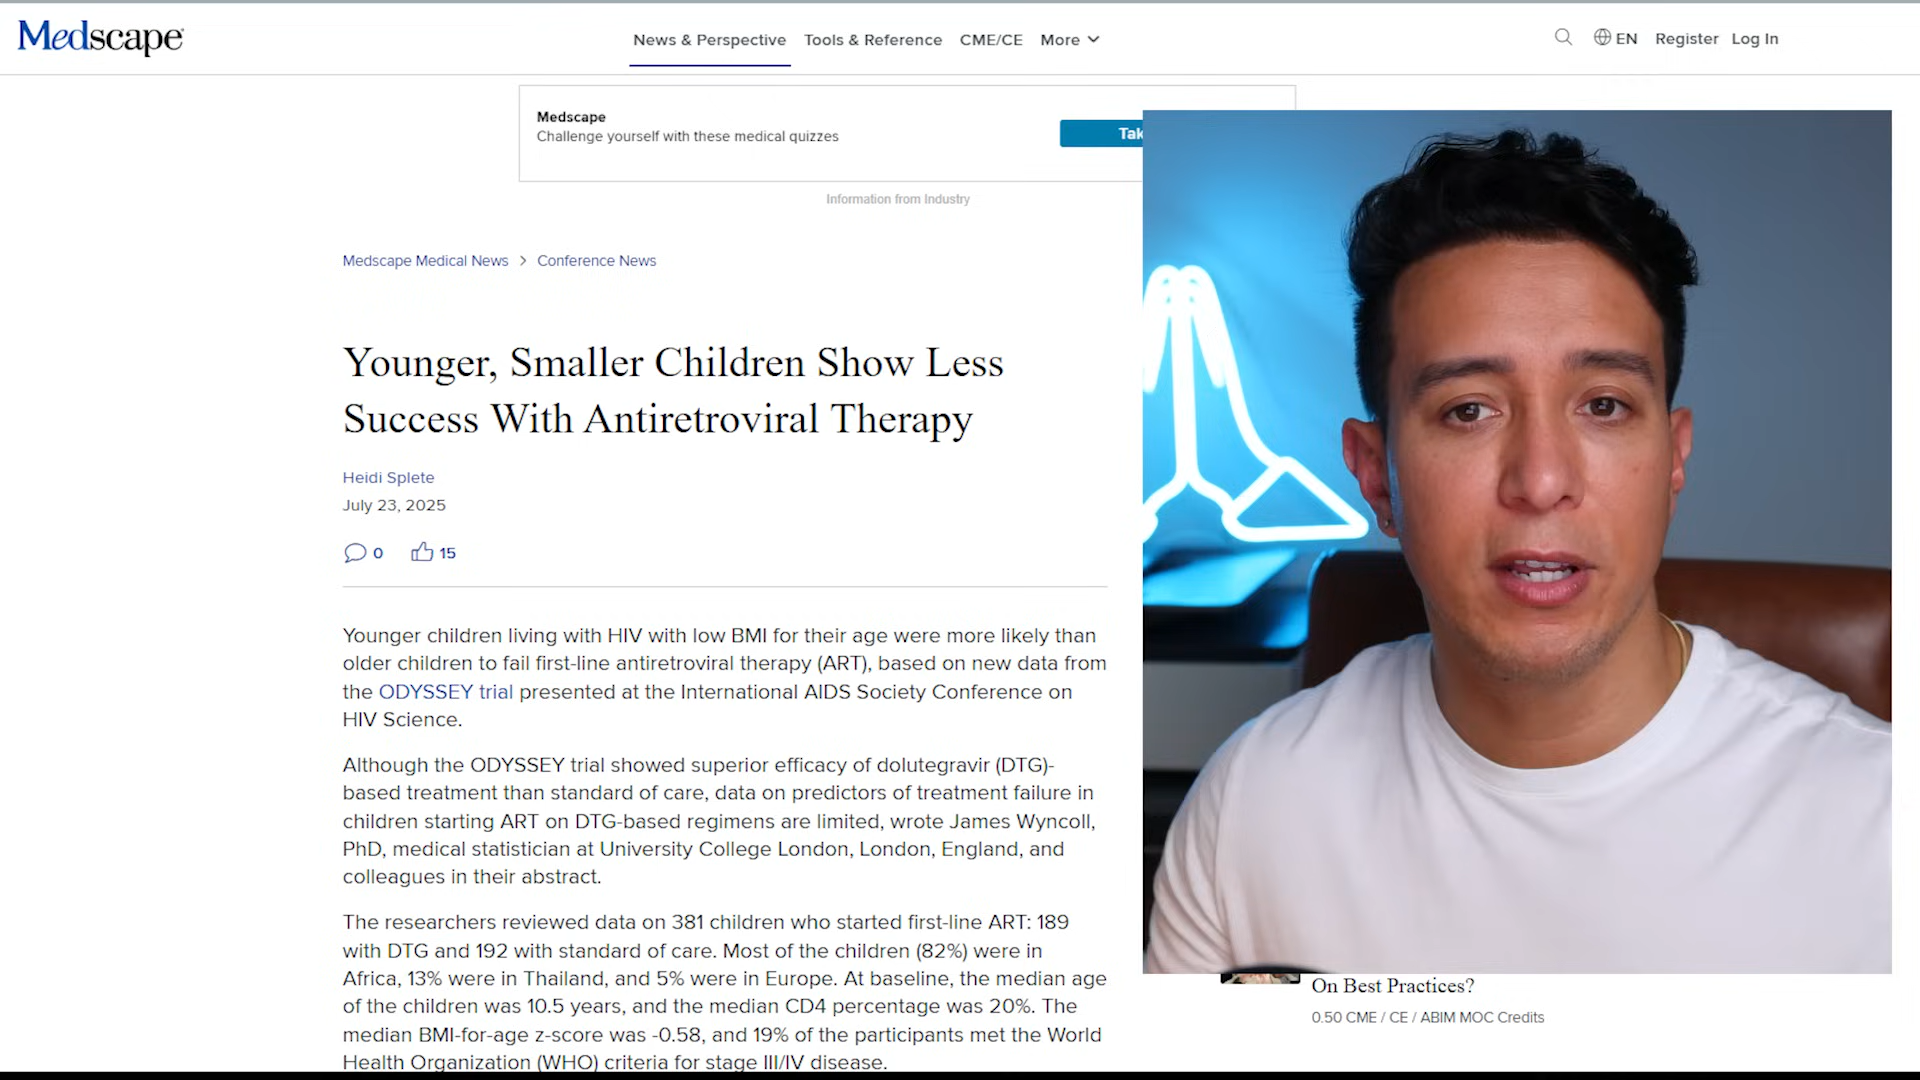 Medscape
News & Perspective
Tools & Reference
CME/CE
More
EN
Register
Log In
Medscape
Challenge yourself with these medical quizzes
Information from Industry
Medscape Medical News > Conference News
Younger, Smaller Children Show Less
Success With Antiretroviral Therapy
Heidi Splete
July 23, 2025
0
15
Younger children living with HIV with low BMI for their age were more likely than
older children to fail first-line antiretroviral therapy (ART), based on new data from
the ODYSSEY trial presented at the International AIDS Society Conference on
HIV Science.
Although the ODYSSEY trial showed superior efficacy of dolutegravir (DTG)-
based treatment than standard of care, data on predictors of treatment failure in
children starting ART on DTG-based regimens are limited, wrote James Wyncoll,
PhD, medical statistician at University College London, London, England, and
colleagues in their abstract.
The researchers reviewed data on 381 children who started first-line ART: 189
with DTG and 192 with standard of care. Most of the children (82%) were in
Africa, 13% were in Thailand, and 5% were in Europe. At baseline, the median age
of the children was 10.5 years, and the median CD4 percentage was 20%. The
median BMI-for-age z-score was -0.58, and 19% of the participants met the World
Health Organization (WHO) criteria for stage III/IV disease.
On Best Practices?
0.50 CME / CE / ABIM MOC Credits